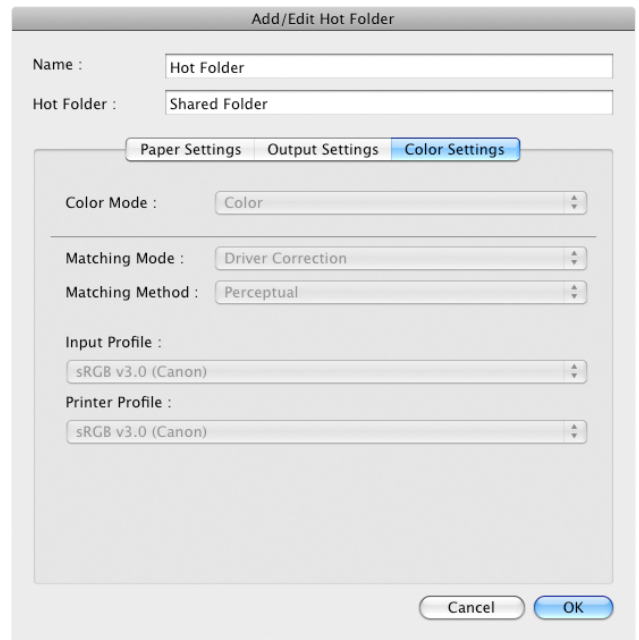 Add/Edit Hot Folder
Name : Hot Folder
Hot Folder : Shared Folder
Paper Settings Output Settings Color Settings
Color Mode : Color
Matching Mode : Driver Correction
Matching Method : Perceptual
Input Profile :
sRGB v3.0 (Canon)
Printer Profile :
sRGB v3.0 (Canon)
Cancel OK